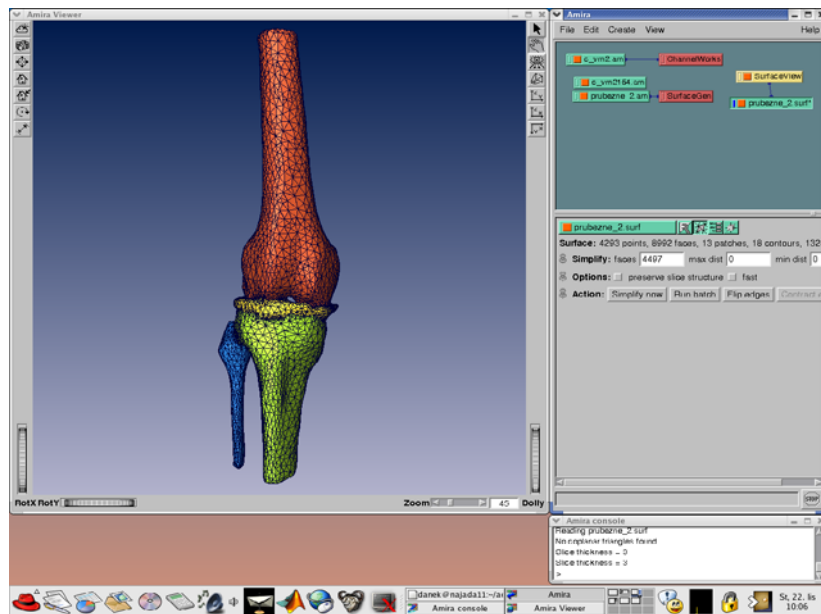 Amira Viewer
RotX RotY
Zoom
45
Dolly
Amira
File Edit Create View Help
c_vm2.am ChannelWorks
c_vm2164.am
SurfaceView
prubezne_2.am SurfaceGen
prubezne_2.surf*
prubezne_2.surf
Surface: 4293 points, 8992 faces, 13 patches, 18 contours, 132
Simplify: faces 4497 max dist 0 min dist 0
Options: preserve slice structure fast
Action: Simplify now Run batch Flip edges Contract e
STOP
Amira console
Reading prubezne_2.surf
No coplanar triangles found
Slice thickness = 3
Slice thickness = 3
>
danek@najada11:~/a
Amira
Amira console
Amira Viewer
St, 22. lis
10:06